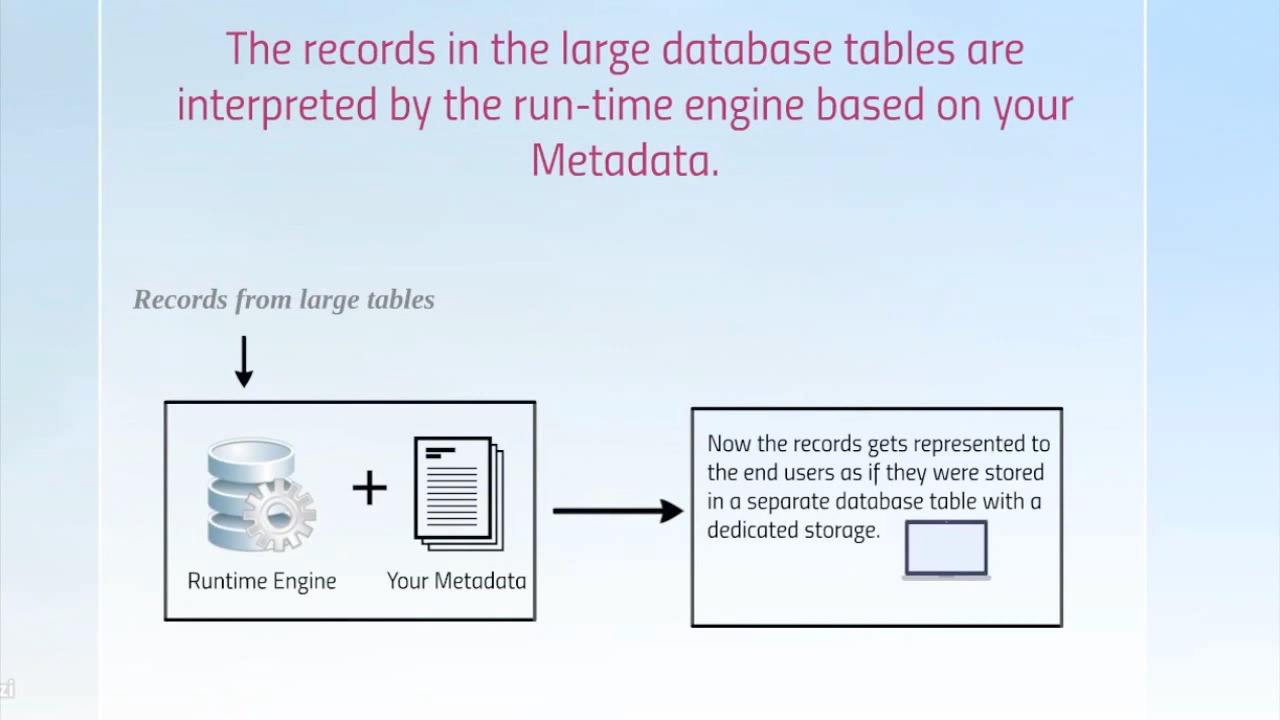 The records in the large database tables are
interpreted by the run-time engine based on your
Metadata.
Records from large tables
Runtime Engine
+
Your Metadata
Now the records gets represented to
the end users as if they were stored
in a separate database table with a
dedicated storage.
zi